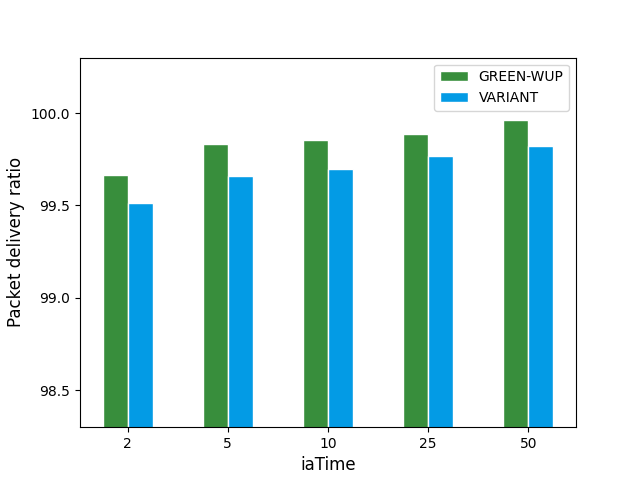 GREEN-WUP
VARIANT
100.0
99.5
99.0
98.5
Packet delivery ratio
2 5 10 25 50
iaTime